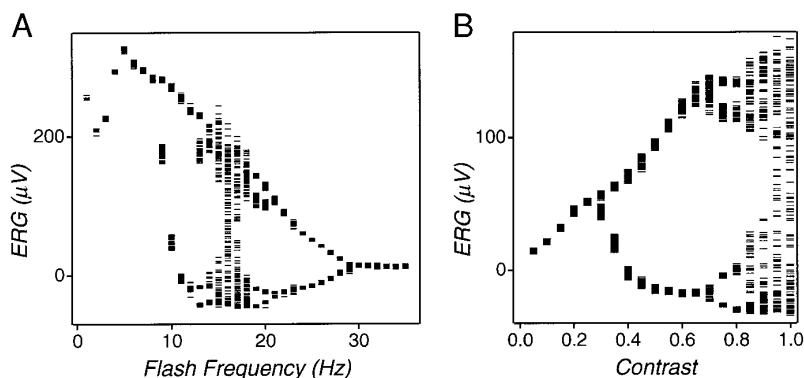 A
ERG (μV)
200
0
0
10
20
30
Flash Frequency (Hz)
B
ERG (μV)
100
0
0.0
0.2
0.4
0.6
0.8
1.0
Contrast